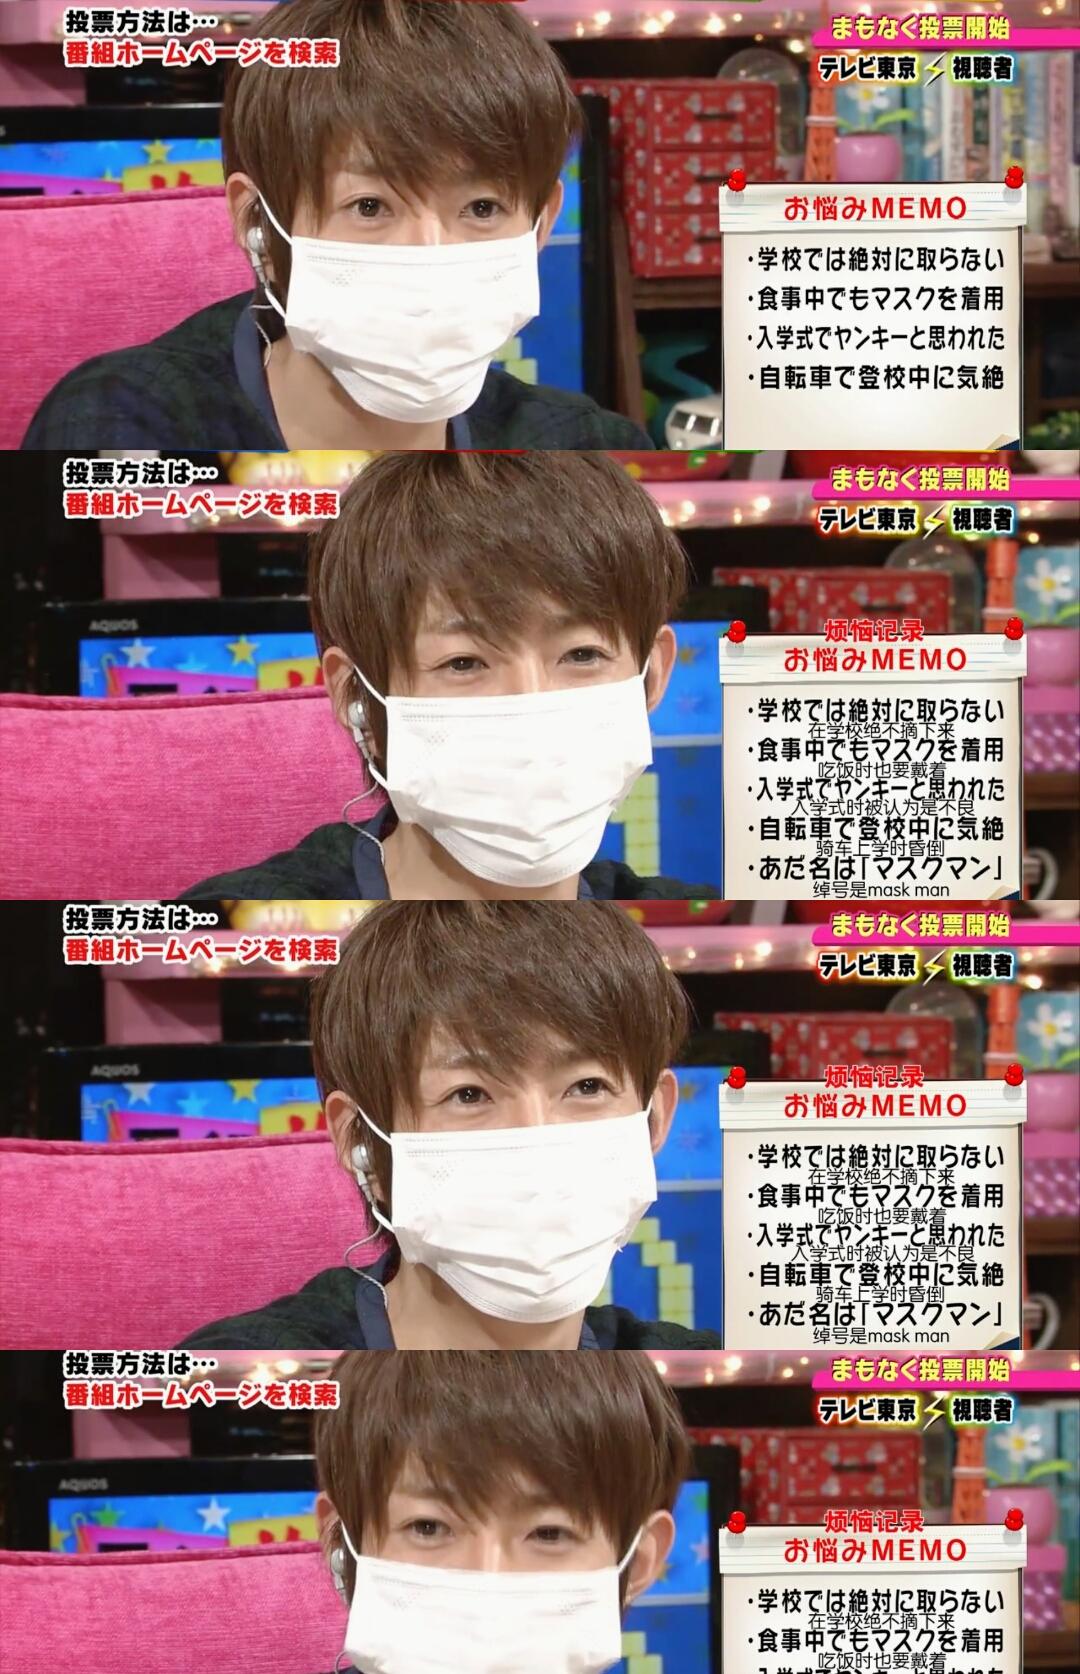 投票方法は…
番組ホームページを検索
まもなく投票開始
テレビ東京⚡視聴者
お悩みMEMO
・学校では絶対に取らない
・食事中でもマスクを着用
・入学式でヤンキーと思われた
・自転車で登校中に気絶
投票方法は…
番組ホームページを検索
まもなく投票開始
テレビ東京⚡視聴者
AQUOS
烦恼记录
お悩みMEMO
・学校では絶対に取らない
在学校绝不摘下来
・食事中でもマスクを着用
吃饭时也要戴着
・入学式でヤンキーと思われた
入学式时被认为是不良
・自転車で登校中に気絶
骑车上学时昏倒
・あだ名は「マスクマン」
绰号是mask man
投票方法は…
番組ホームページを検索
まもなく投票開始
テレビ東京⚡視聴者
AQUOS
烦恼记录
お悩みMEMO
・学校では絶対に取らない
在学校绝不摘下来
・食事中でもマスクを着用
吃饭时也要戴着
・入学式でヤンキーと思われた
入学式时被认为是不良
・自転車で登校中に気絶
骑车上学时昏倒
・あだ名は「マスクマン」
绰号是mask man
投票方法は…
番組ホームページを検索
まもなく投票開始
テレビ東京⚡視聴者
AQUOS
烦恼记录
お悩みMEMO
・学校では絶対に取らない
在学校绝不摘下来
・食事中でもマスクを着用
吃饭时也要戴着